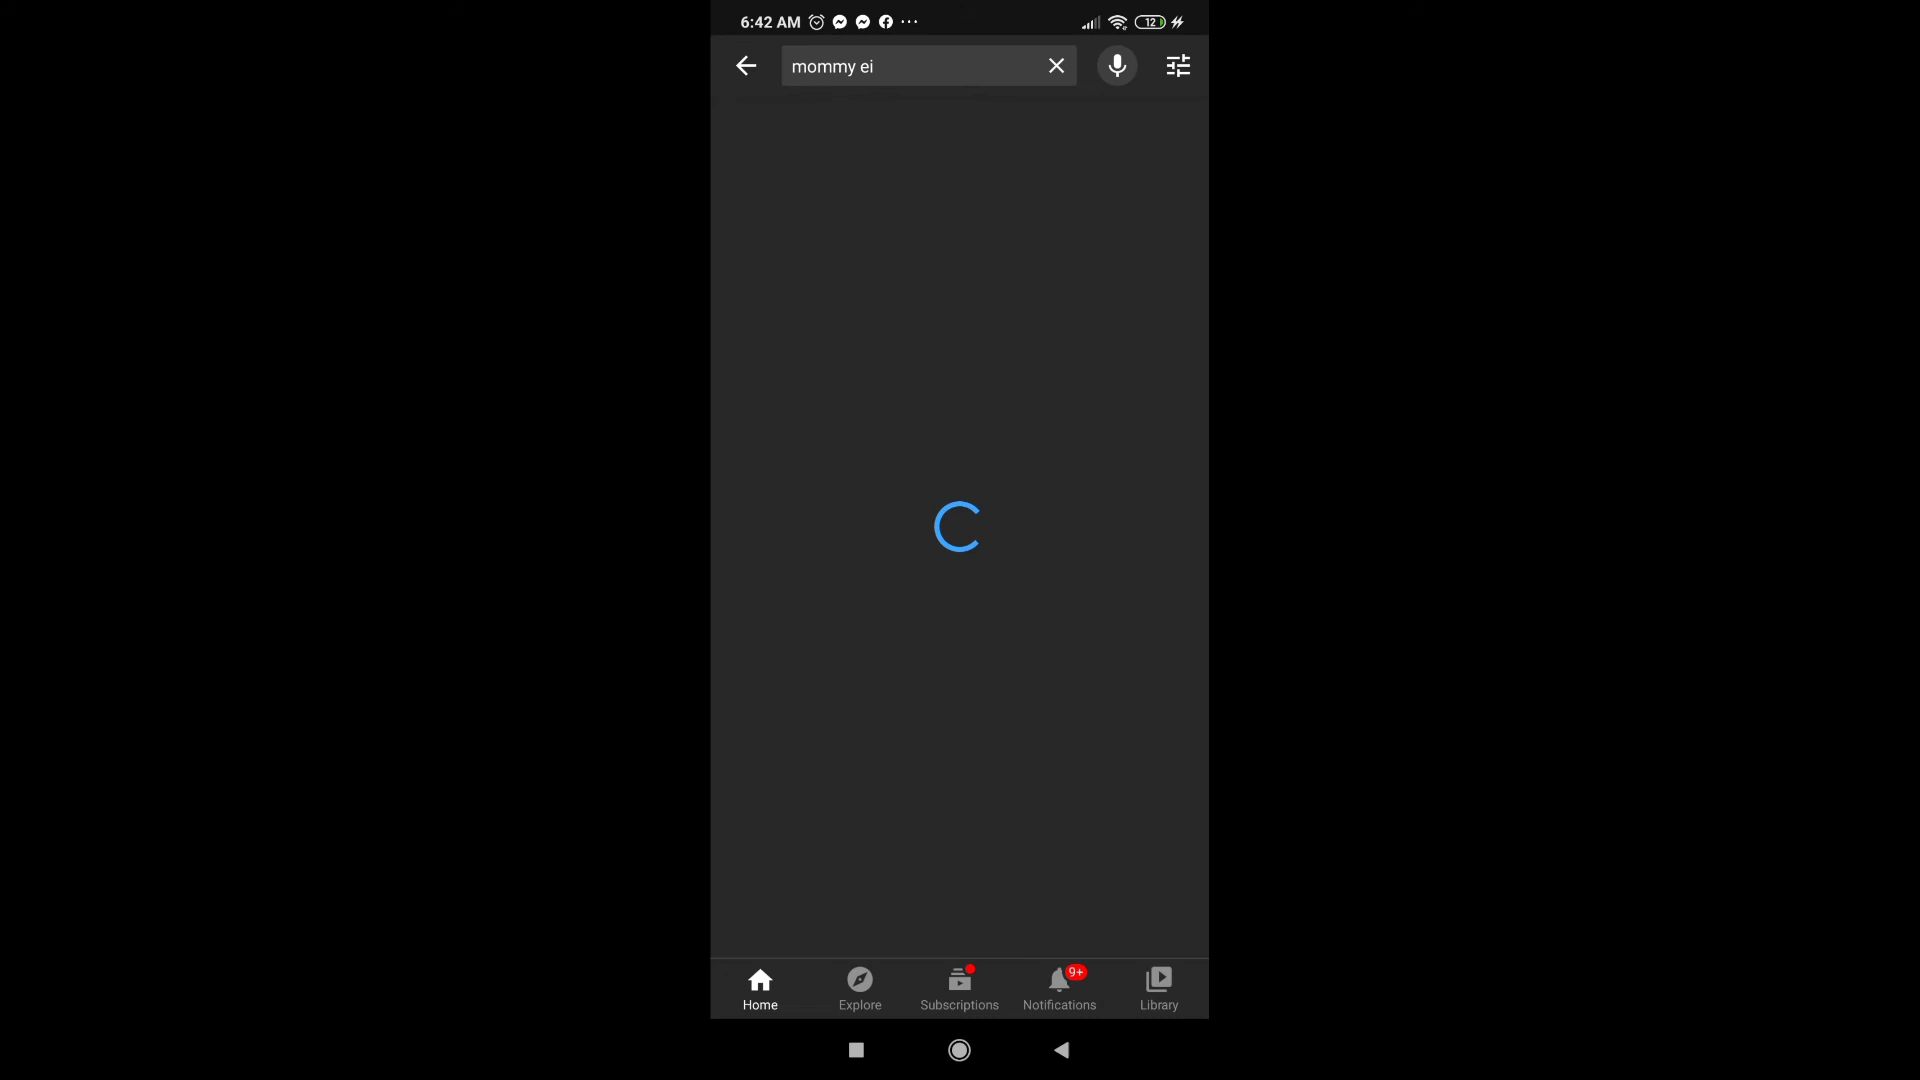 6:42 AM
12
mommy ei
9+
Home
Explore
Subscriptions
Notifications
Library